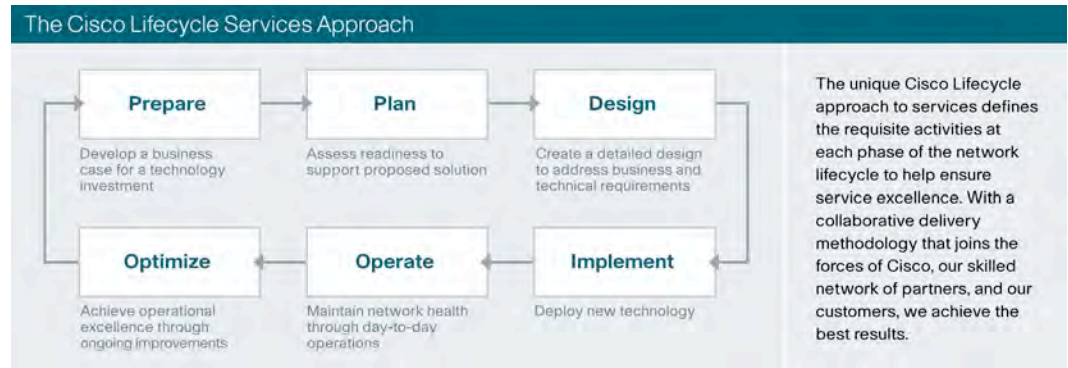 The Cisco Lifecycle Services Approach
Prepare
Develop a business
case for a technology
investment
Plan
Assess readiness to
support proposed solution
Design
Create a detailed design
to address business and
technical requirements
Optimize
Achieve operational
excellence through
ongoing improvements
Operate
Maintain network health
through day-to-day
operations
Implement
Deploy new technology
The unique Cisco Lifecycle
approach to services defines
the requisite activities at
each phase of the network
lifecycle to help ensure
service excellence. With a
collaborative delivery
methodology that joins the
forces of Cisco, our skilled
network of partners, and our
customers, we achieve the
best results.